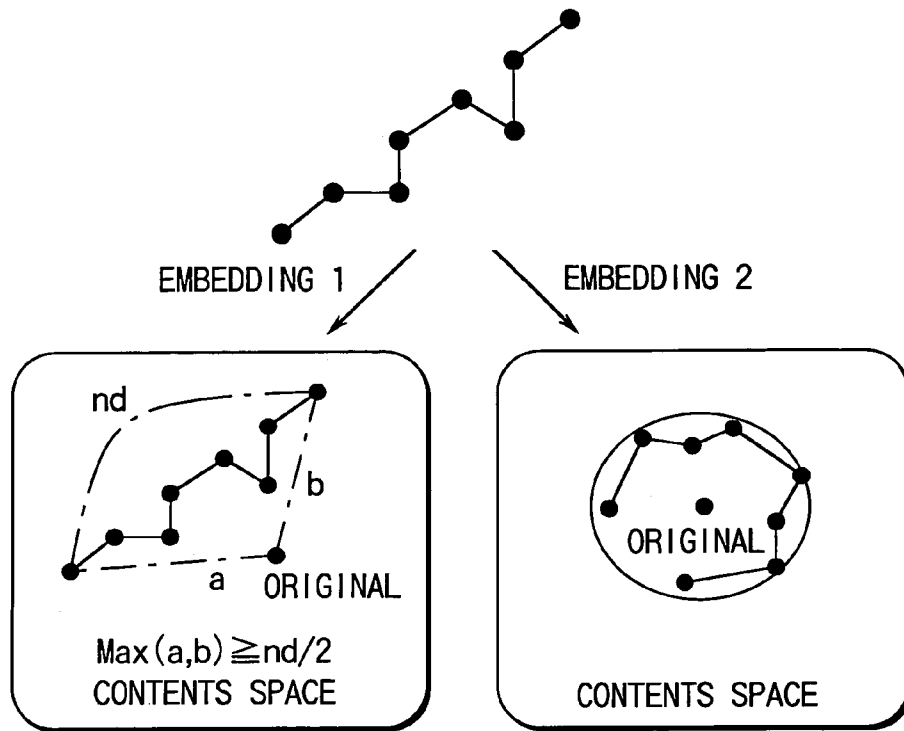 EMBEDDING 1
EMBEDDING 2
nd
b
a
ORIGINAL
Max(a,b)≧nd/2
CONTENTS SPACE
ORIGINAL
CONTENTS SPACE